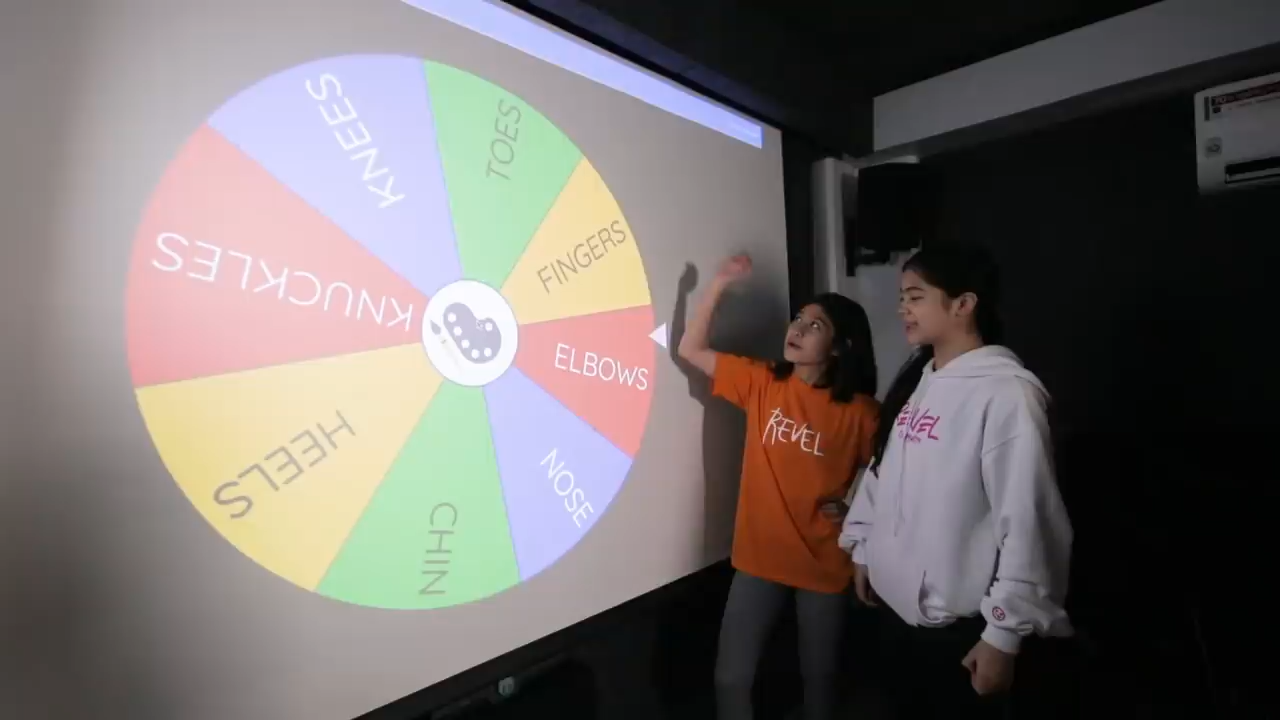 KNEES
TOES
FINGERS
KNUCKLES
ELBOWS
HEELS
NOSE
CHIN
REVEL
REVEL